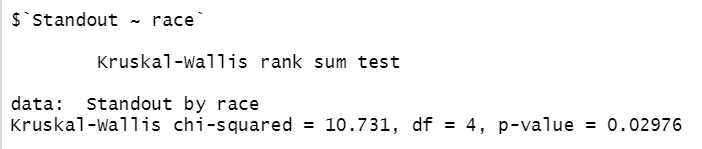 $`Standout ~ race`
Kruskal-Wallis rank sum test
data:  Standout by race
Kruskal-Wallis chi-squared = 10.731, df = 4, p-value = 0.02976